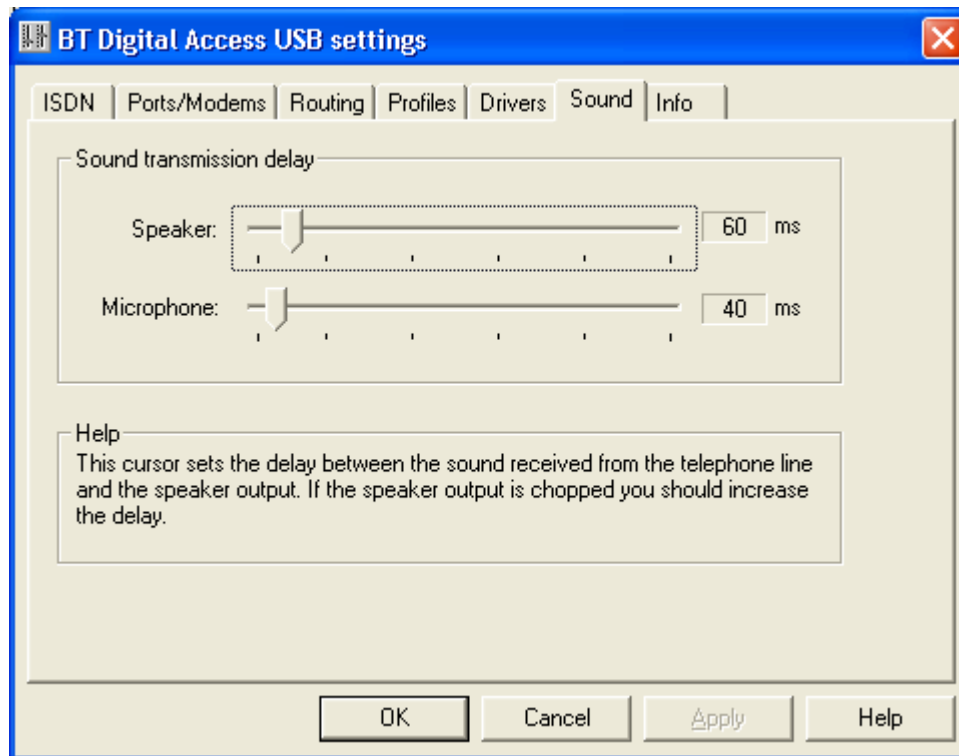 BT Digital Access USB settings
ISDN Ports/Modems Routing Profiles Drivers Sound Info
Sound transmission delay
Speaker: 60 ms
Microphone: 40 ms
Help
This cursor sets the delay between the sound received from the telephone line
and the speaker output. If the speaker output is chopped you should increase
the delay.
OK Cancel Apply Help